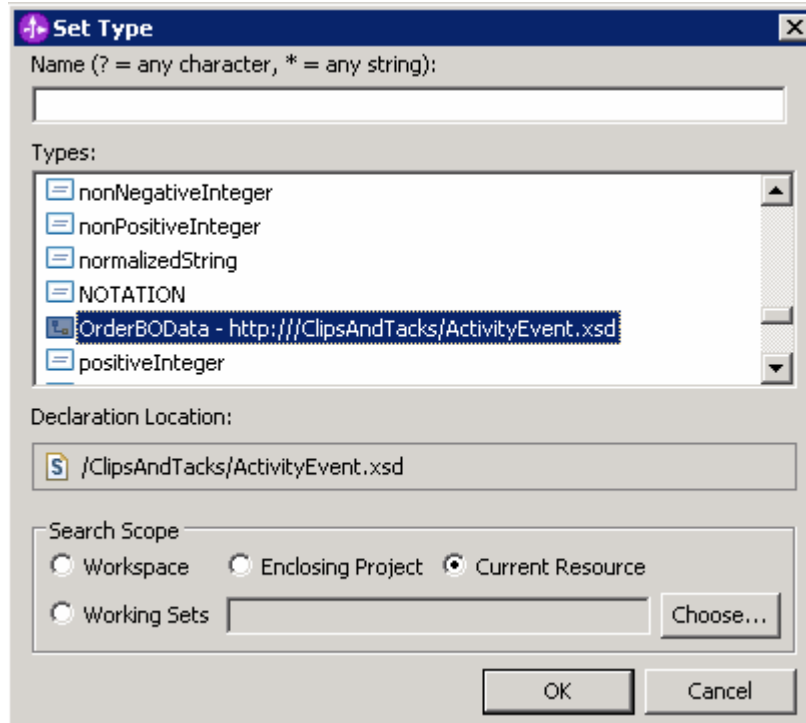 Set Type
Name (? = any character, * = any string):
Types:
nonNegativeInteger
nonPositiveInteger
normalizedString
NOTATION
OrderBOData - http:///ClipsAndTacks/ActivityEvent.xsd
positiveInteger
Declaration Location:
S /ClipsAndTacks/ActivityEvent.xsd
Search Scope
Workspace Enclosing Project Current Resource
Working Sets Choose...
OK Cancel